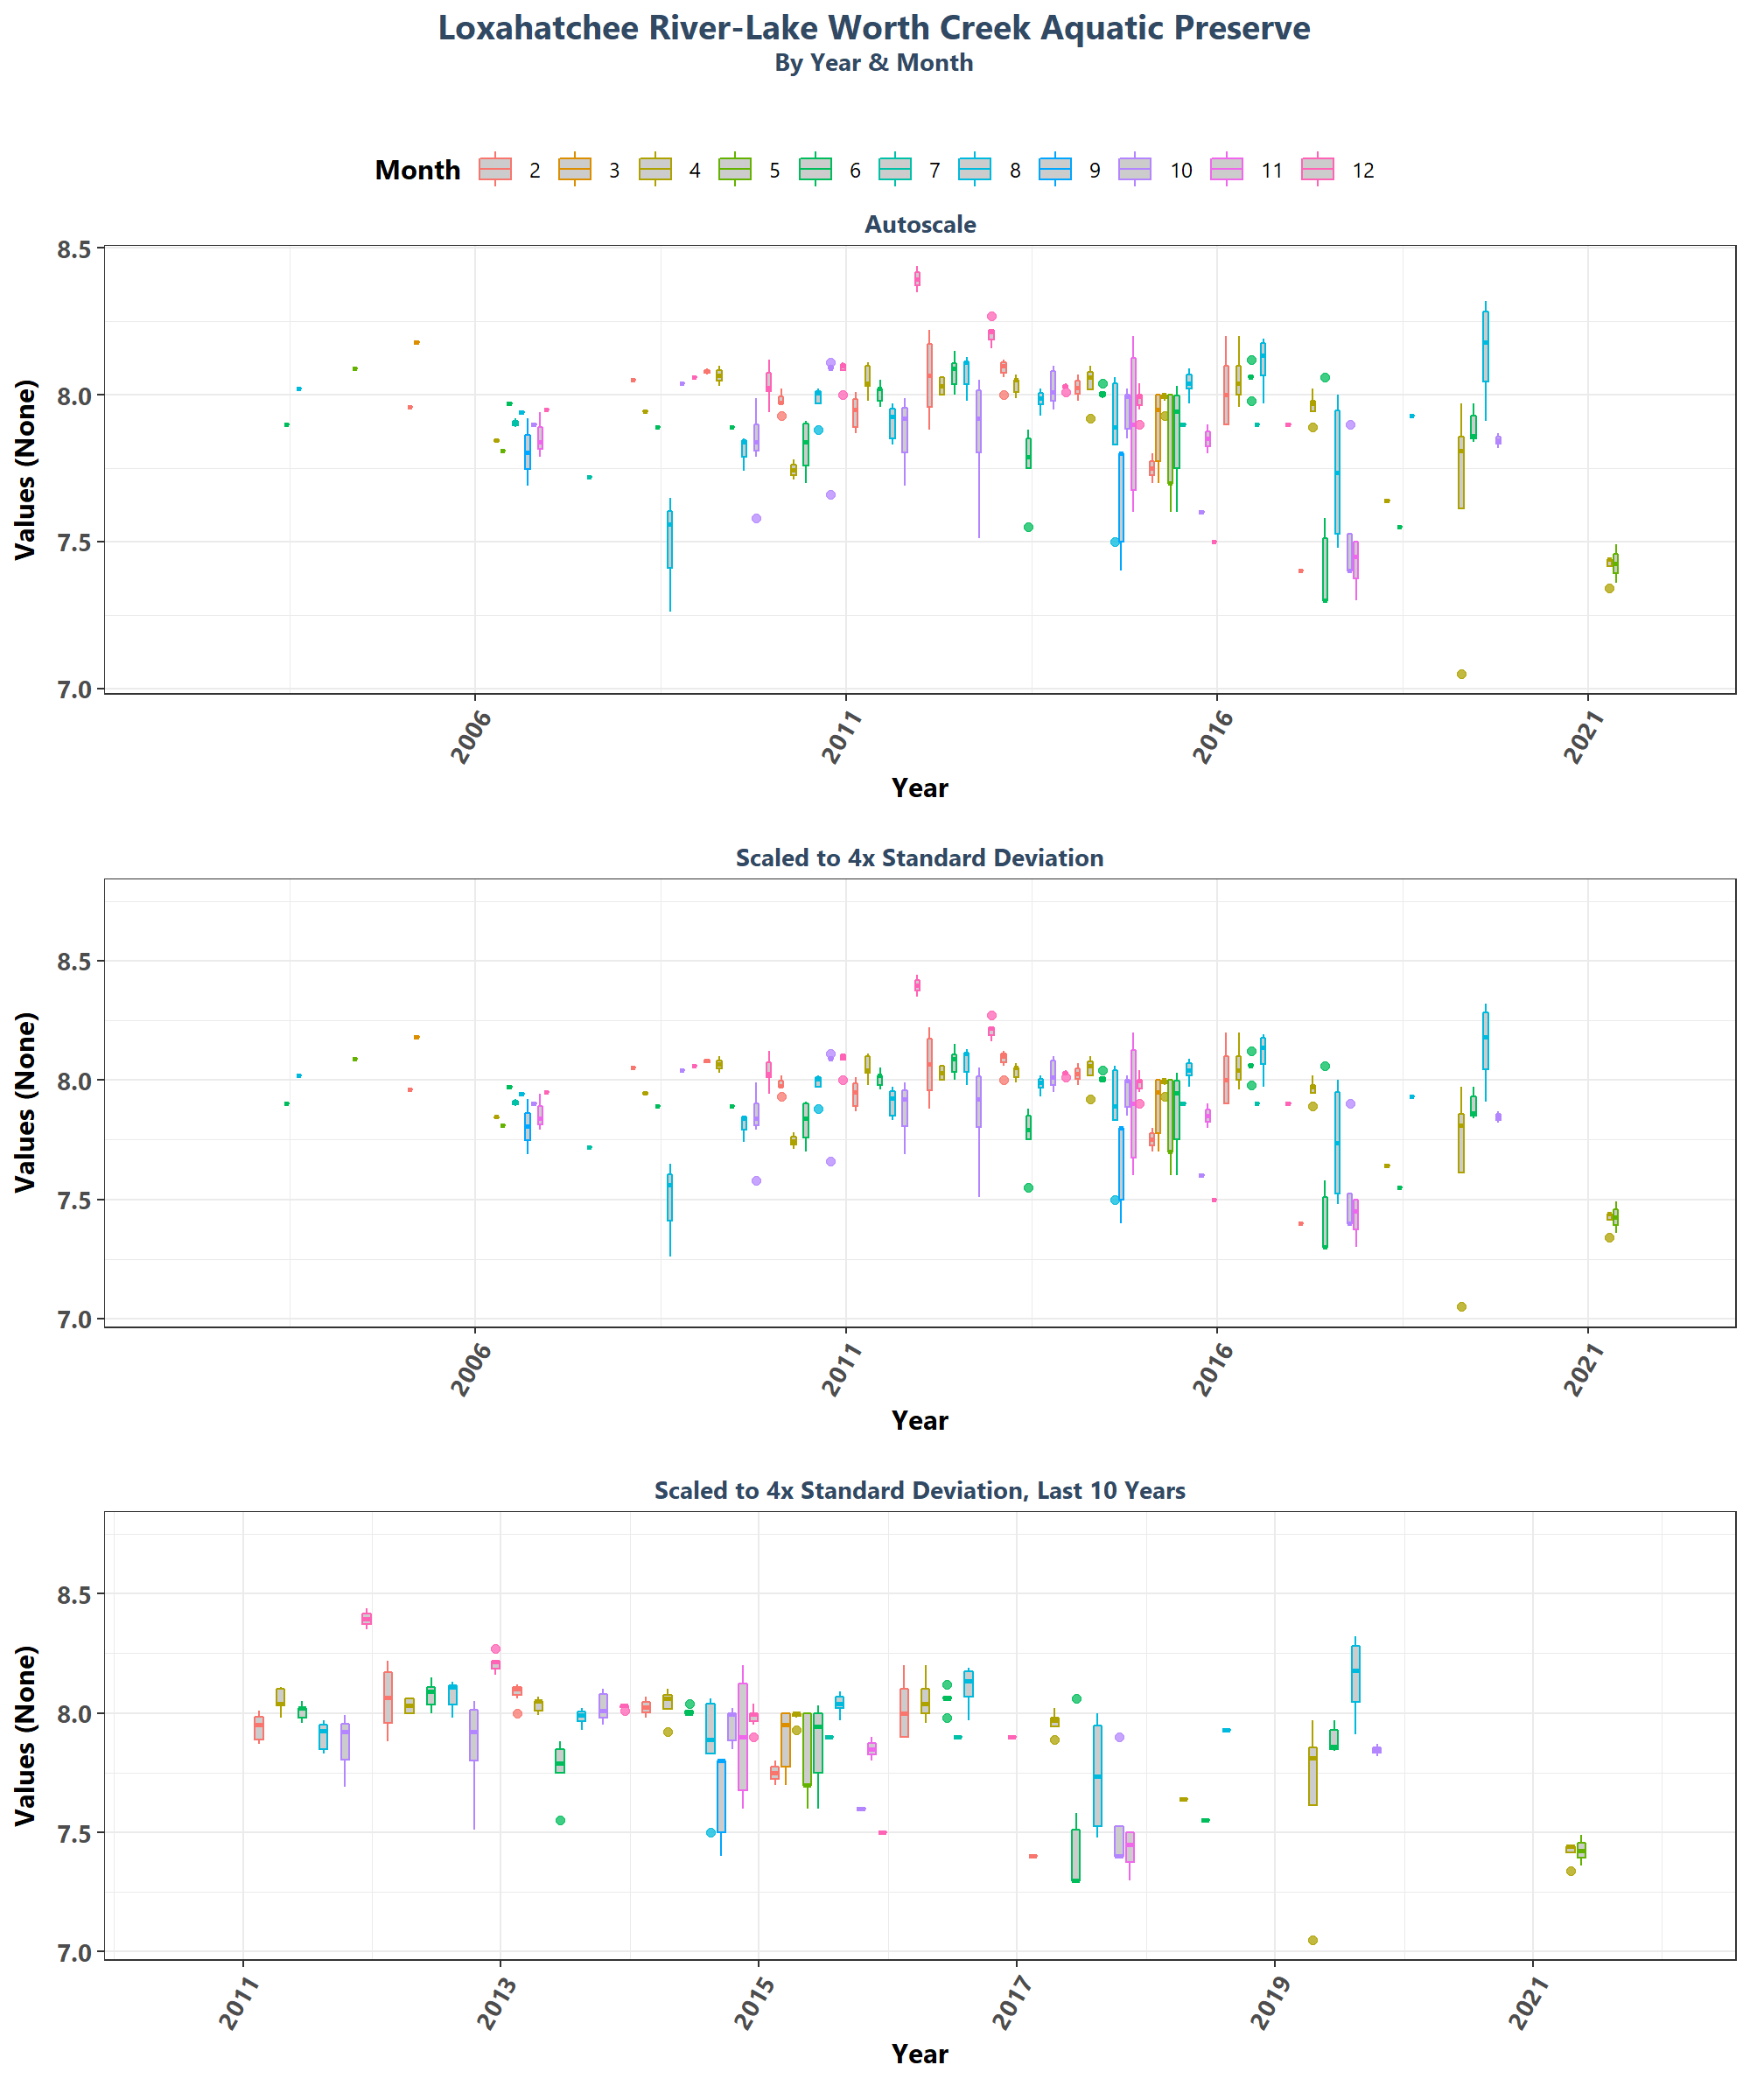 Loxahatchee River-Lake Worth Creek Aquatic Preserve
By Year & Month
Month 2 3 4 5 6 7 8 9 10 11 12
Autoscale
Values (None)
8.5
8.0
7.5
7.0
2006 2011 2016 2021
Year
Scaled to 4x Standard Deviation
Values (None)
8.5
8.0
7.5
7.0
2006 2011 2016 2021
Year
Scaled to 4x Standard Deviation, Last 10 Years
Values (None)
8.5
8.0
7.5
7.0
2011 2013 2015 2017 2019 2021
Year